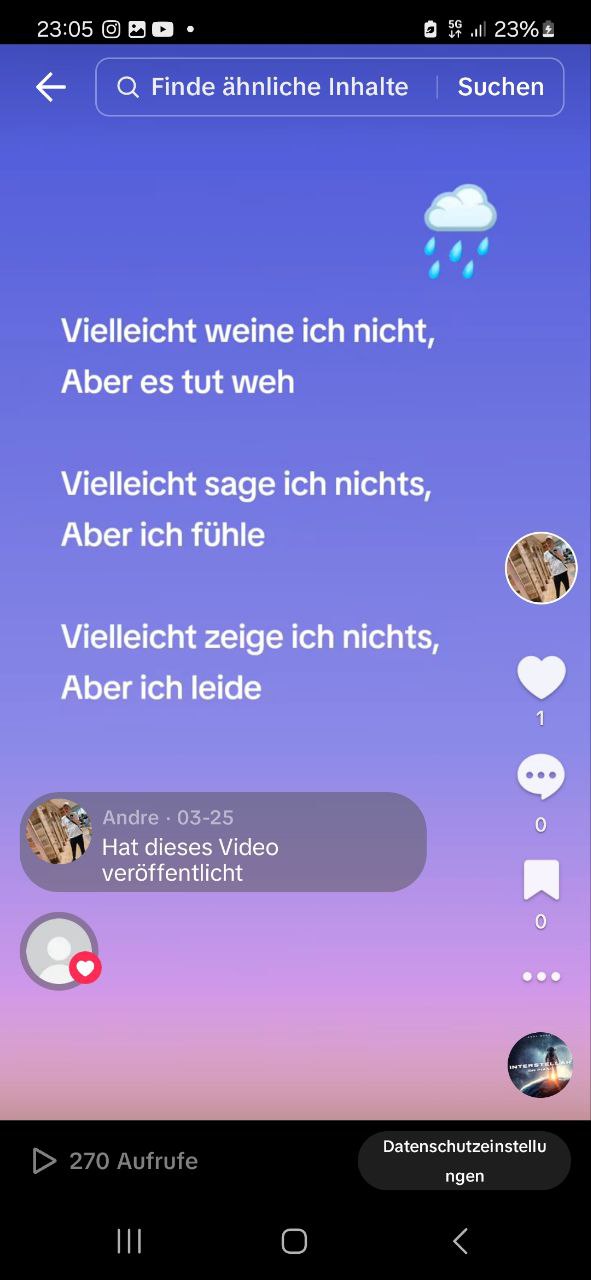 23:05
5G
23%
Finde ähnliche Inhalte
Suchen
Vielleicht weine ich nicht,
Aber es tut weh
Vielleicht sage ich nichts,
Aber ich fühle
Vielleicht zeige ich nichts,
Aber ich leide
1
0
Andre · 03-25
Hat dieses Video
veröffentlicht
0
INTERSTELLAR
270 Aufrufe
Datenschutzeinstellu
ngen